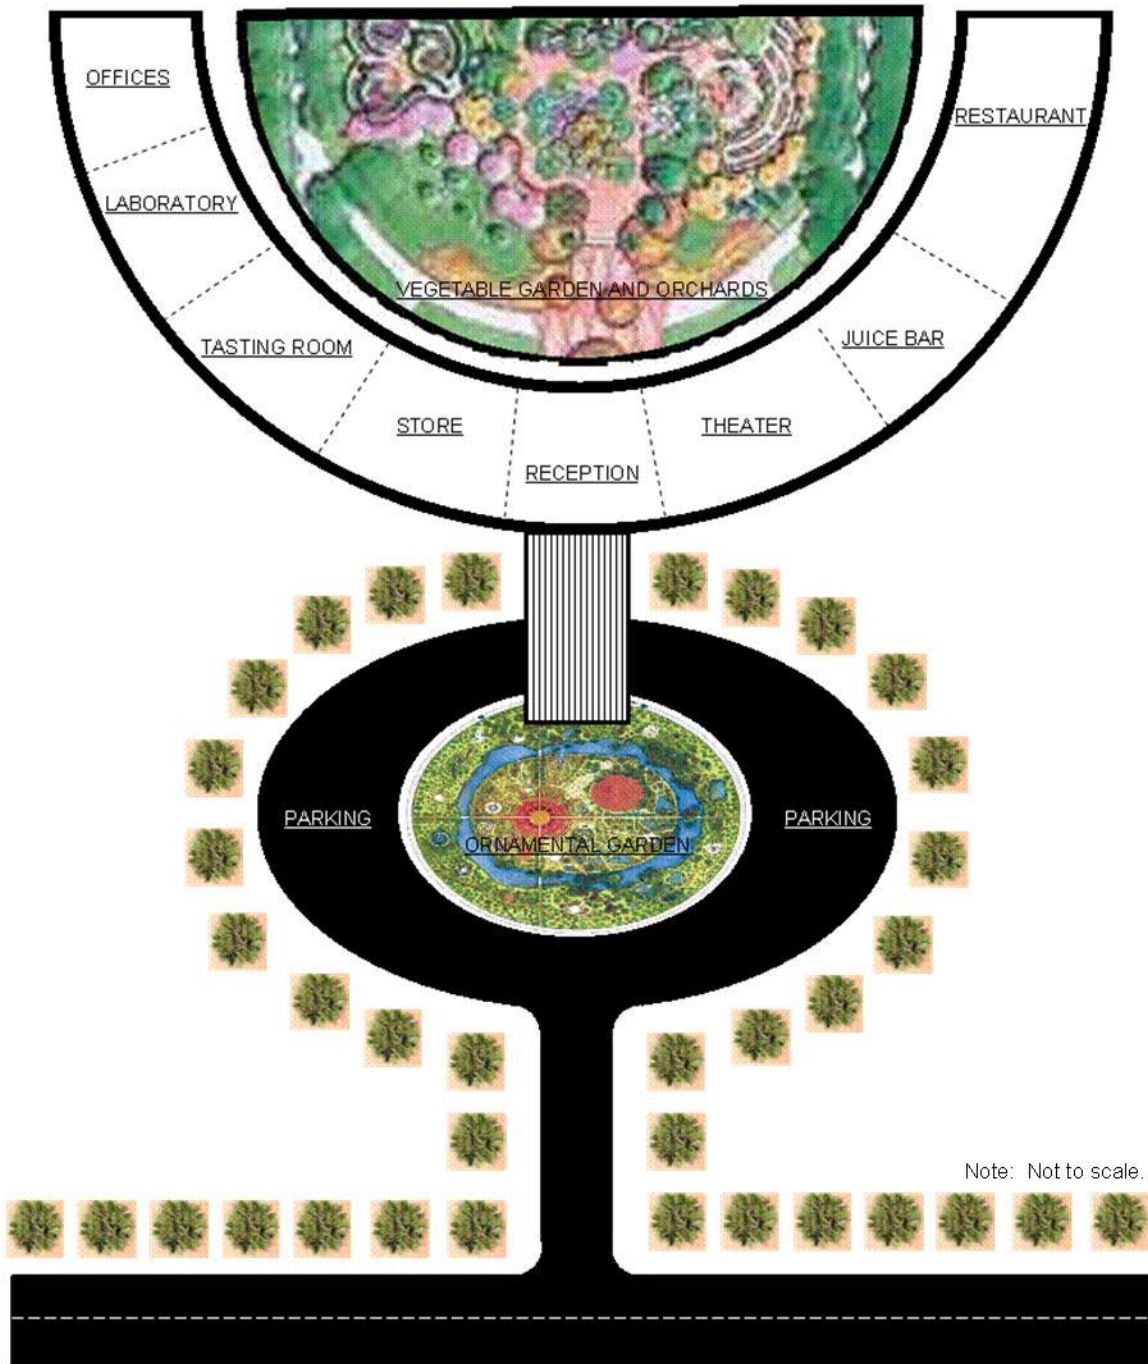 OFFICES
RESTAURANT
LABORATORY
VEGETABLE GARDEN AND ORCHARDS
TASTING ROOM
JUICE BAR
STORE
THEATER
RECEPTION
PARKING
PARKING
ORNAMENTAL GARDEN
Note: Not to scale.